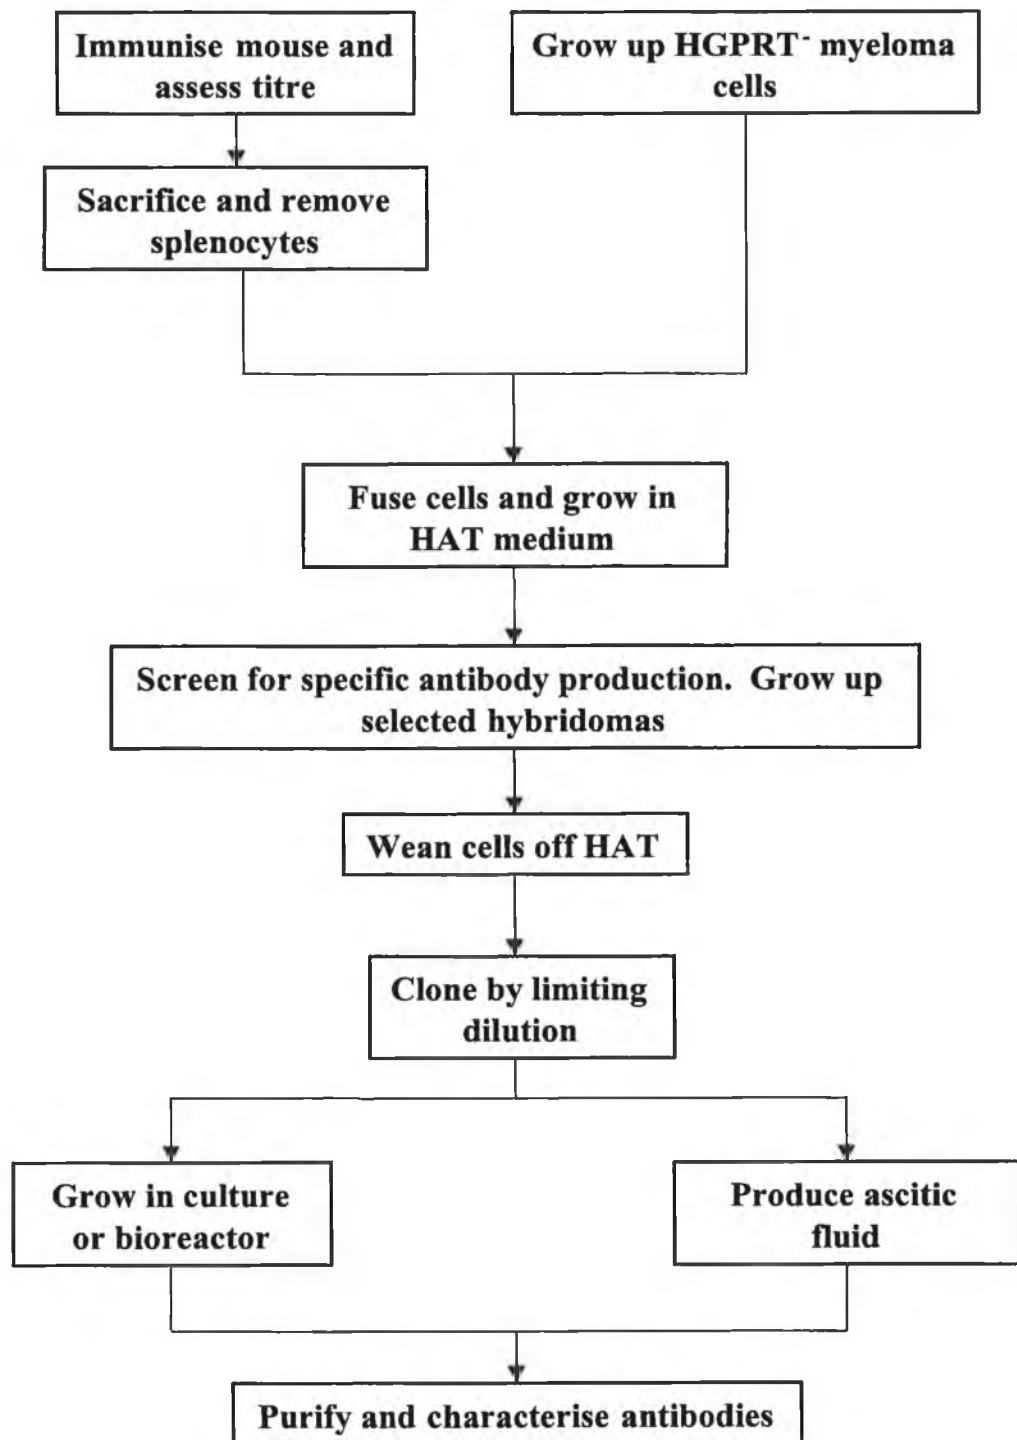 Immunise mouse and
assess titre
Grow up HGPRT- myeloma
cells
Sacrifice and remove
splenocytes
Fuse cells and grow in
HAT medium
Screen for specific antibody production. Grow up
selected hybridomas
Wean cells off HAT
Clone by limiting
dilution
Grow in culture
or bioreactor
Produce ascitic
fluid
Purify and characterise antibodies